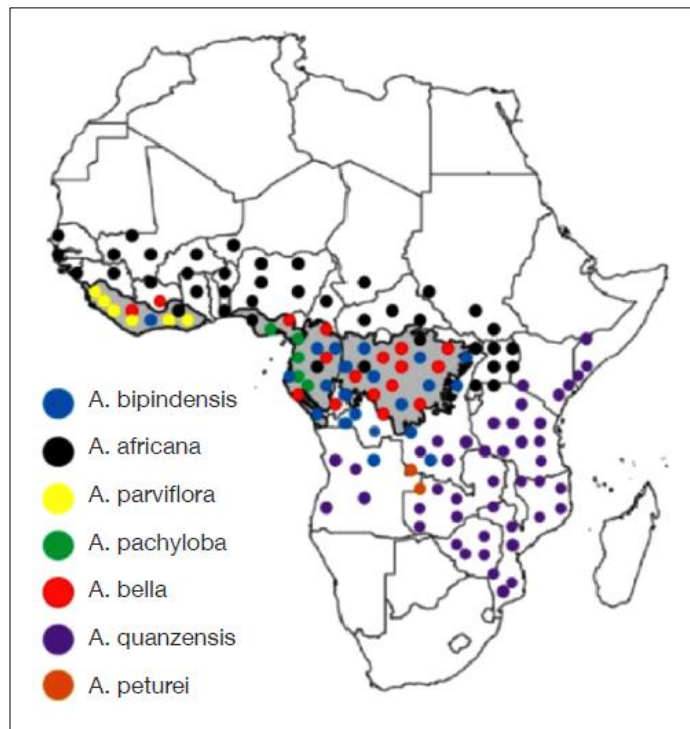 A. bipindensis
A. africana
A. parviflora
A. pachyloba
A. bella
A. quanzensis
A. peturei